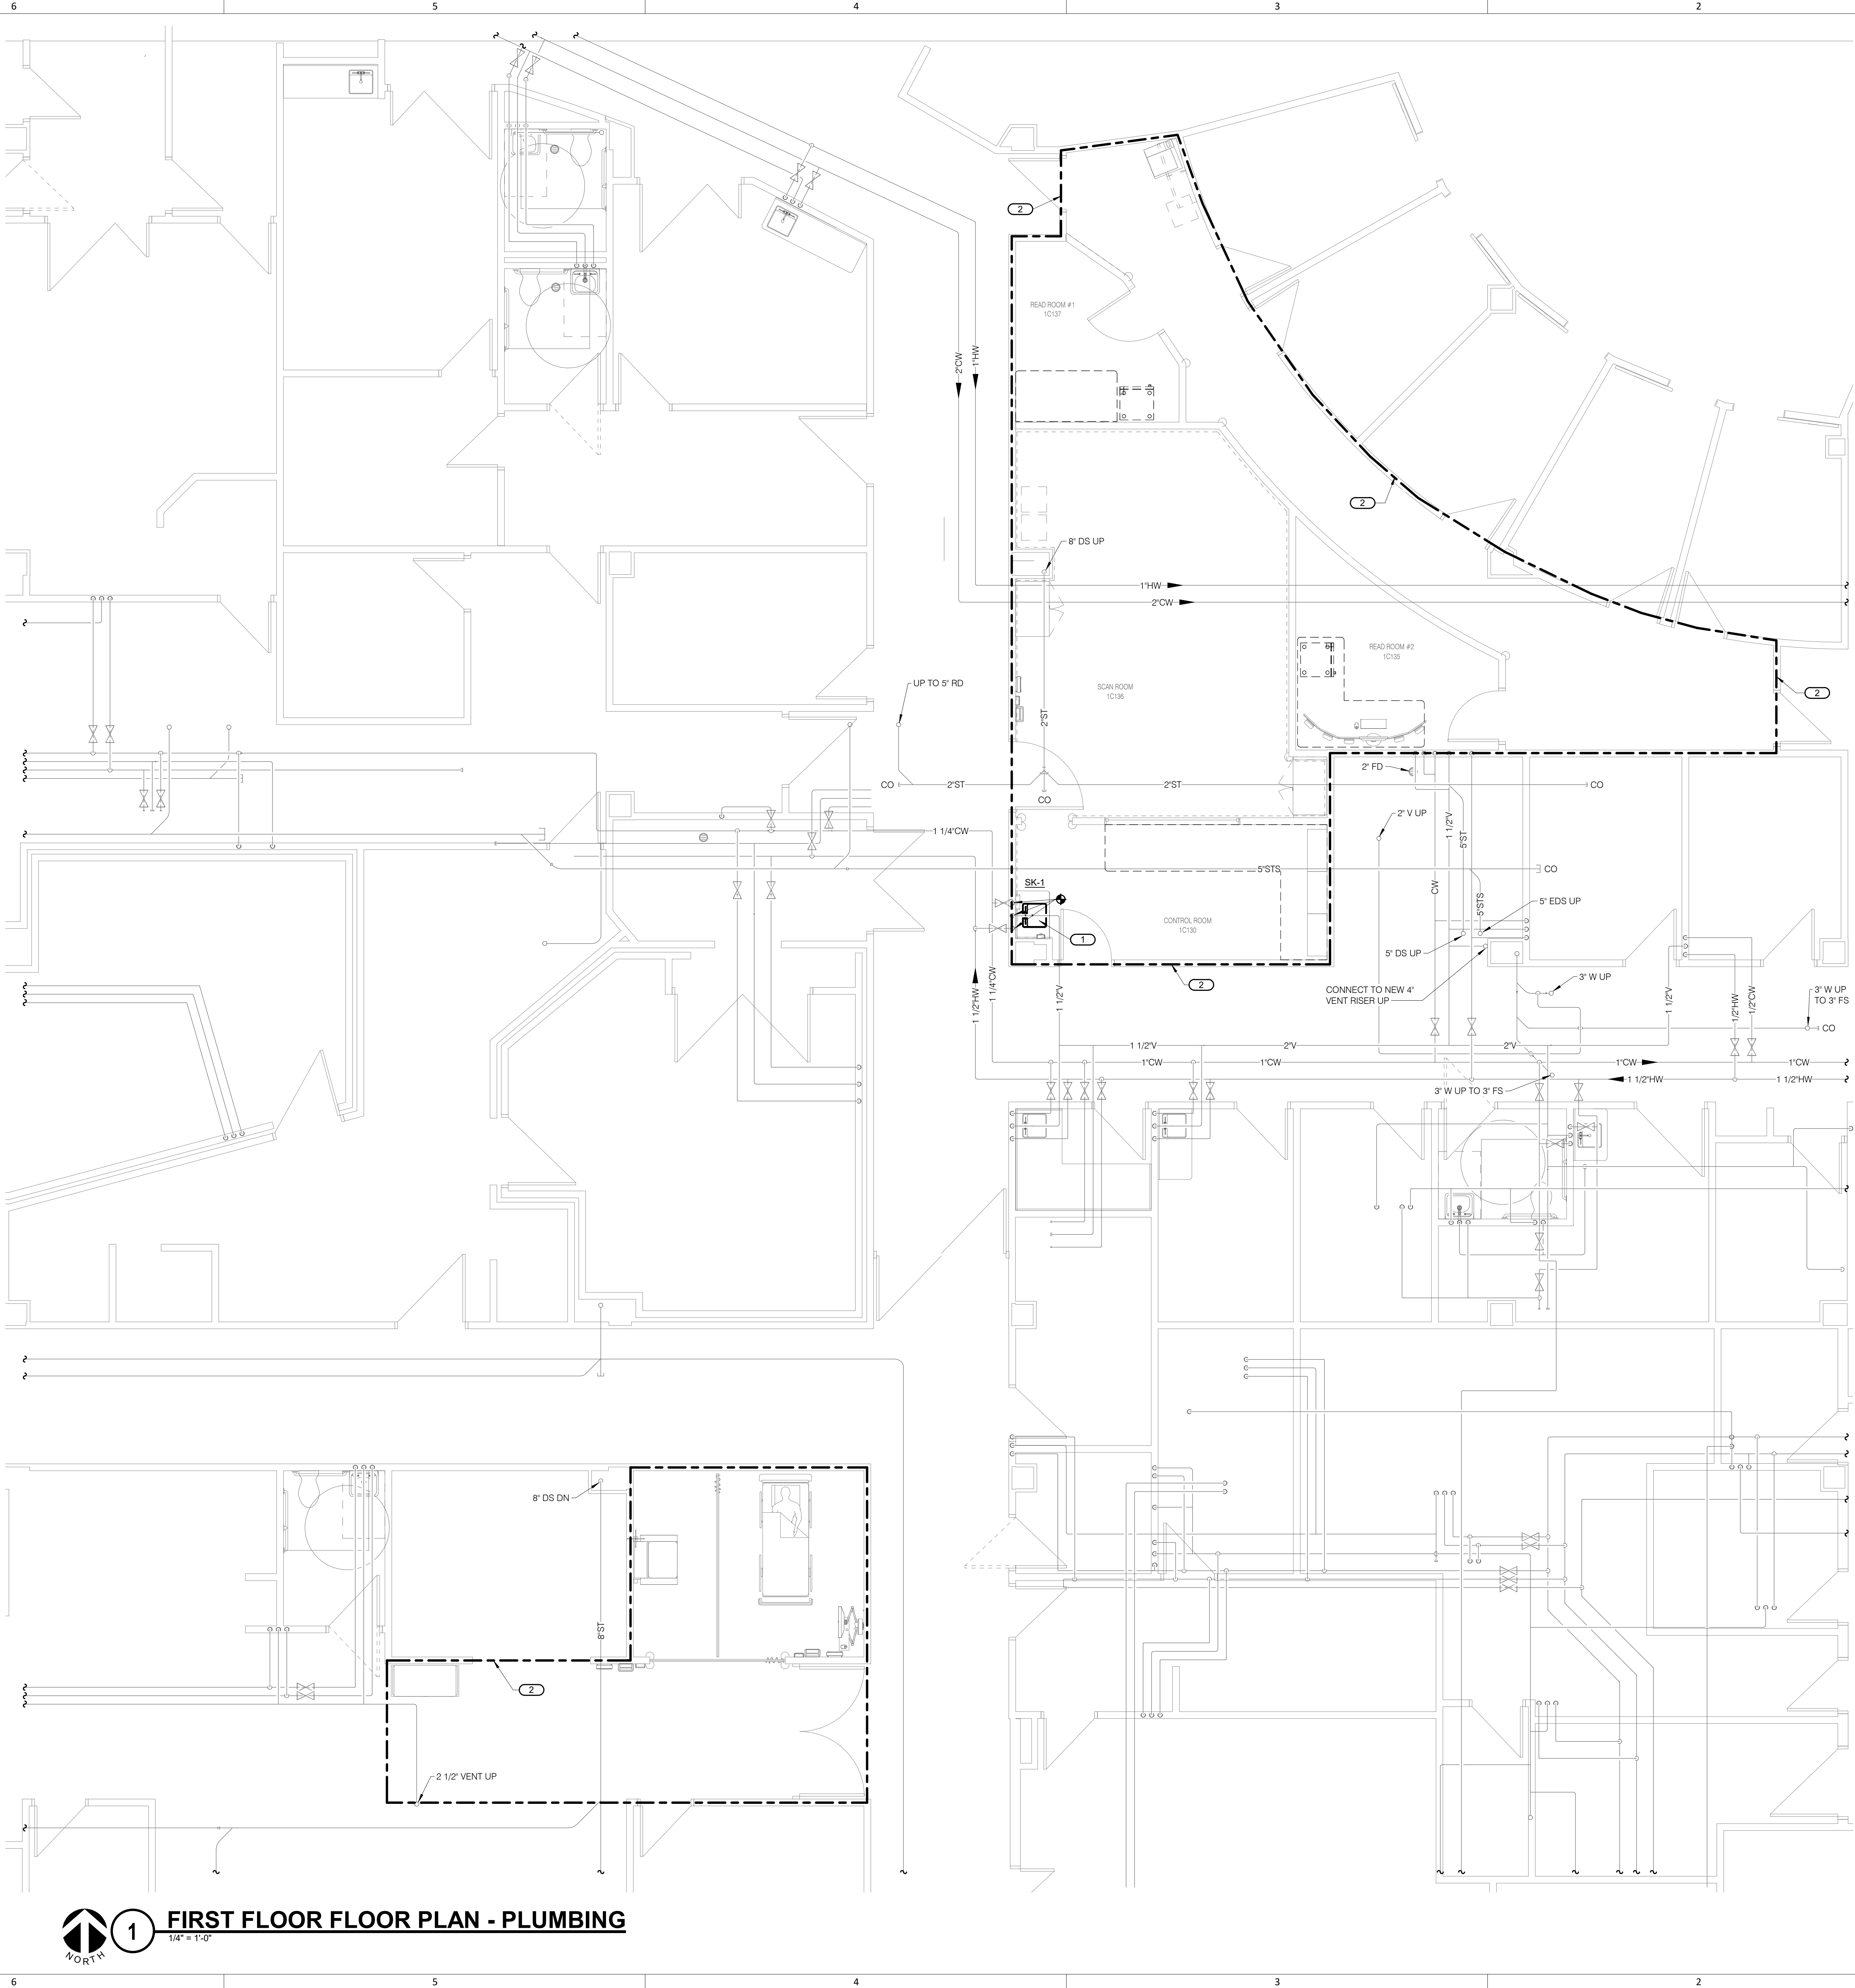 6 5 4 3 2
2
READ ROOM #1
1C137
2"CW
1"HW
2
8" DS UP
1"HW
2"CW
READ ROOM #2
1C135
UP TO 5" RD
SCAN ROOM
1C136
2
2"ST
2" FD
CO
2"ST
2"ST
CO
CO
2" V UP
1 1/2"V
5"ST
1 1/4"CW
5"STS
CO
SK-1
CW
5"STS
5" EDS UP
CONTROL ROOM
1C130
1
5" DS UP
2
3" W UP
CONNECT TO NEW 4"
VENT RISER UP
3" W UP
TO 3" FS
1 1/2"HW
1 1/4"CW
1 1/2"V
1 1/2"V
1/2"HW
1/2"CW
CO
1 1/2"V
2"V
2"V
1"CW
1"CW
1"CW
1"CW
1 1/2"HW
1 1/2"HW
3" W UP TO 3" FS
8" DS DN
8"ST
2
2 1/2" VENT UP
1
FIRST FLOOR FLOOR PLAN - PLUMBING
1/4" = 1'-0"
NORTH
6 5 4 3 2